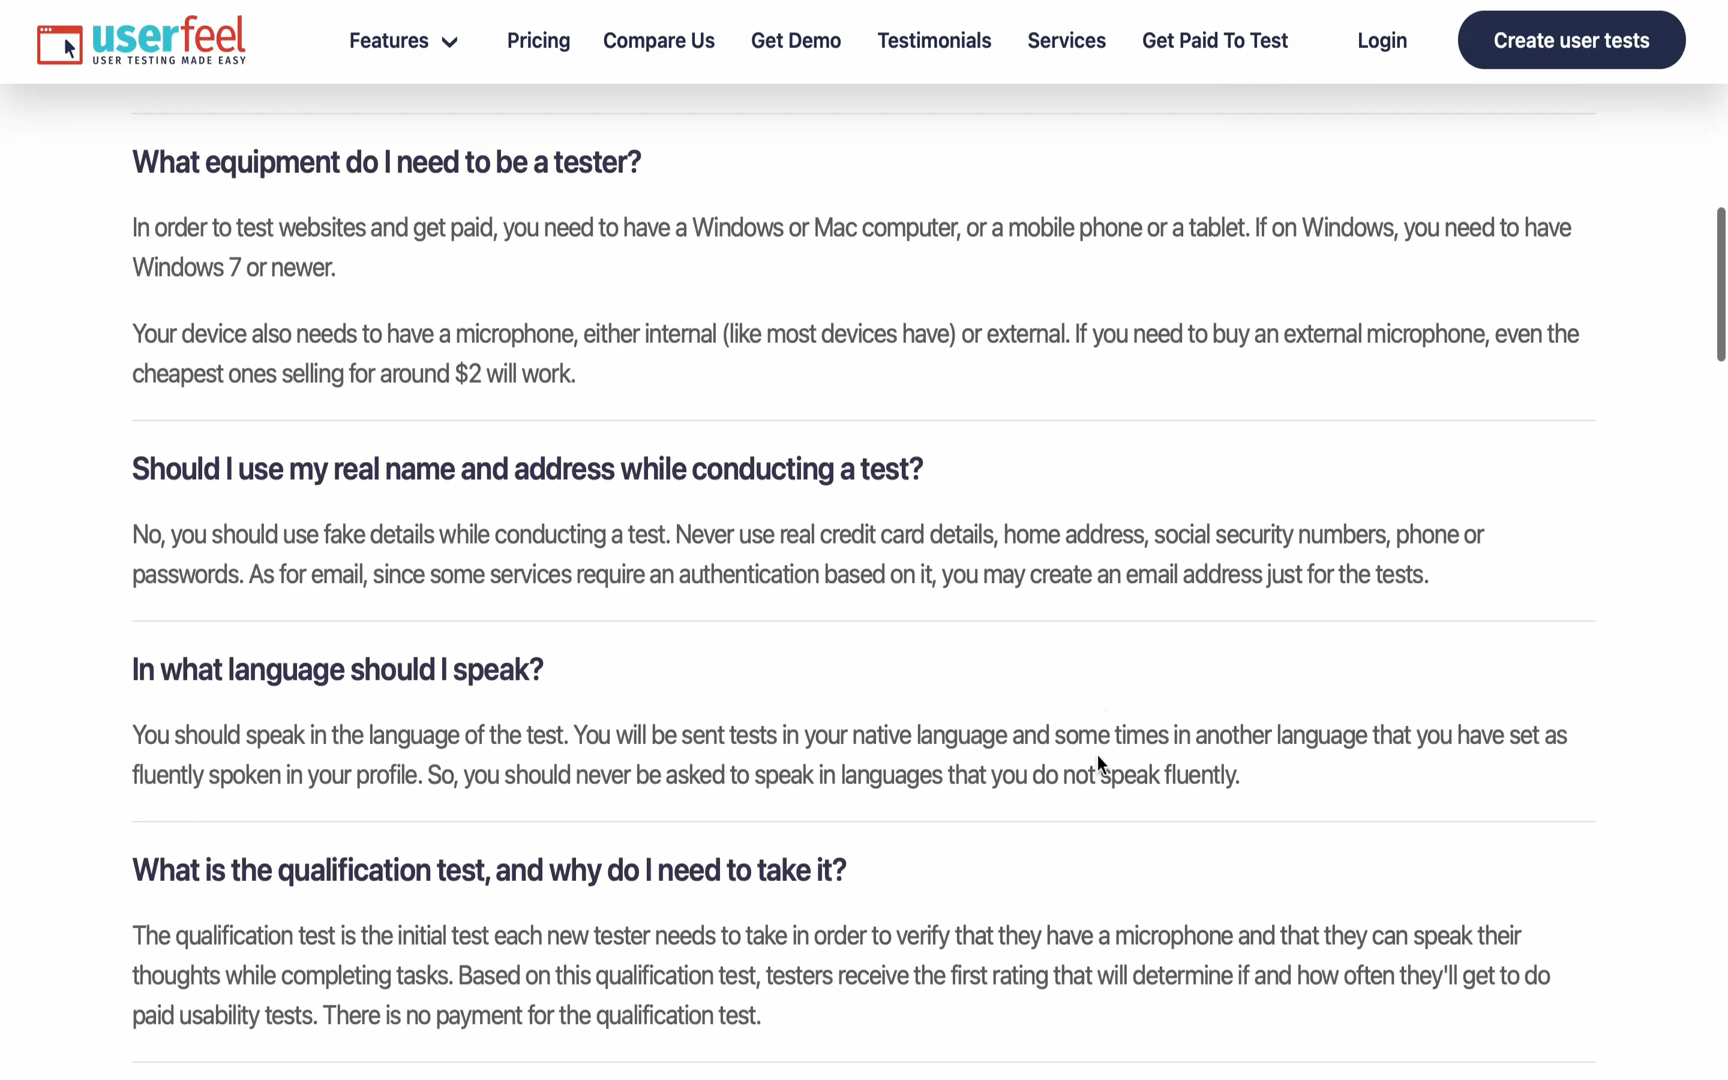 userfeel
USER TESTING MADE EASY
Features
Pricing
Compare Us
Get Demo
Testimonials
Services
Get Paid To Test
Login
Create user tests
What equipment do I need to be a tester?
In order to test websites and get paid, you need to have a Windows or Mac computer, or a mobile phone or a tablet. If on Windows, you need to have
Windows 7 or newer.
Your device also needs to have a microphone, either internal (like most devices have) or external. If you need to buy an external microphone, even the
cheapest ones selling for around $2 will work.
Should I use my real name and address while conducting a test?
No, you should use fake details while conducting a test. Never use real credit card details, home address, social security numbers, phone or
passwords. As for email, since some services require an authentication based on it, you may create an email address just for the tests.
In what language should I speak?
You should speak in the language of the test. You will be sent tests in your native language and some times in another language that you have set as
fluently spoken in your profile. So, you should never be asked to speak in languages that you do not speak fluently.
What is the qualification test, and why do I need to take it?
The qualification test is the initial test each new tester needs to take in order to verify that they have a microphone and that they can speak their
thoughts while completing tasks. Based on this qualification test, testers receive the first rating that will determine if and how often they'll get to do
paid usability tests. There is no payment for the qualification test.